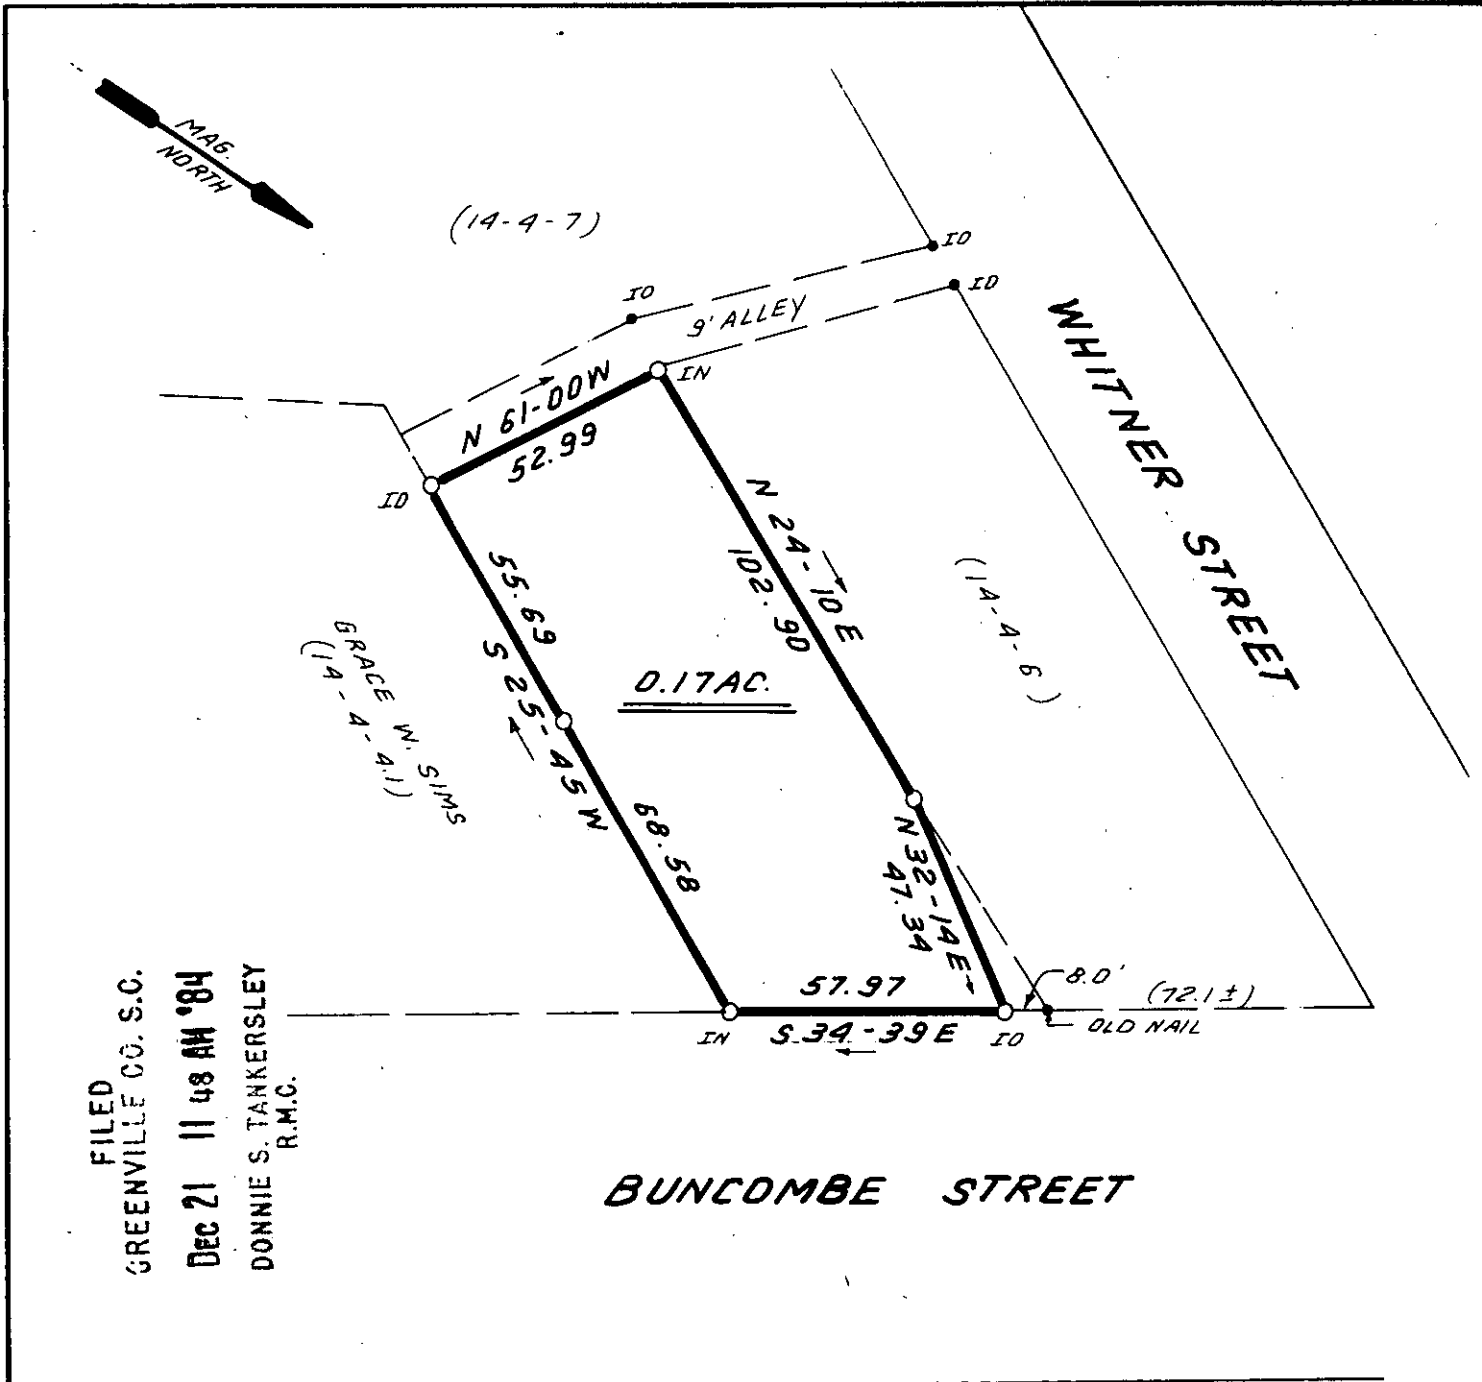 MAG.
NORTH
(14-4-7)
IO
IO
IO
9' ALLEY
IN
N 61-00W
52.99
IO
WHITNER STREET
N 24-10 E
102.90
(14-4-6)
55.69
S 25-45 W
68.58
GRACE W. SIMS
(14-4-4.1)
0.17 AC.
N 32-14 E
47.34
57.97
S 34-39 E
IN
IO
8.0'
(72.1±)
OLD NAIL
FILED
GREENVILLE CO. S.C.
DEC 21 11 48 AM '84
DONNIE S. TANKERSLEY
R.M.C.
BUNCOMBE STREET